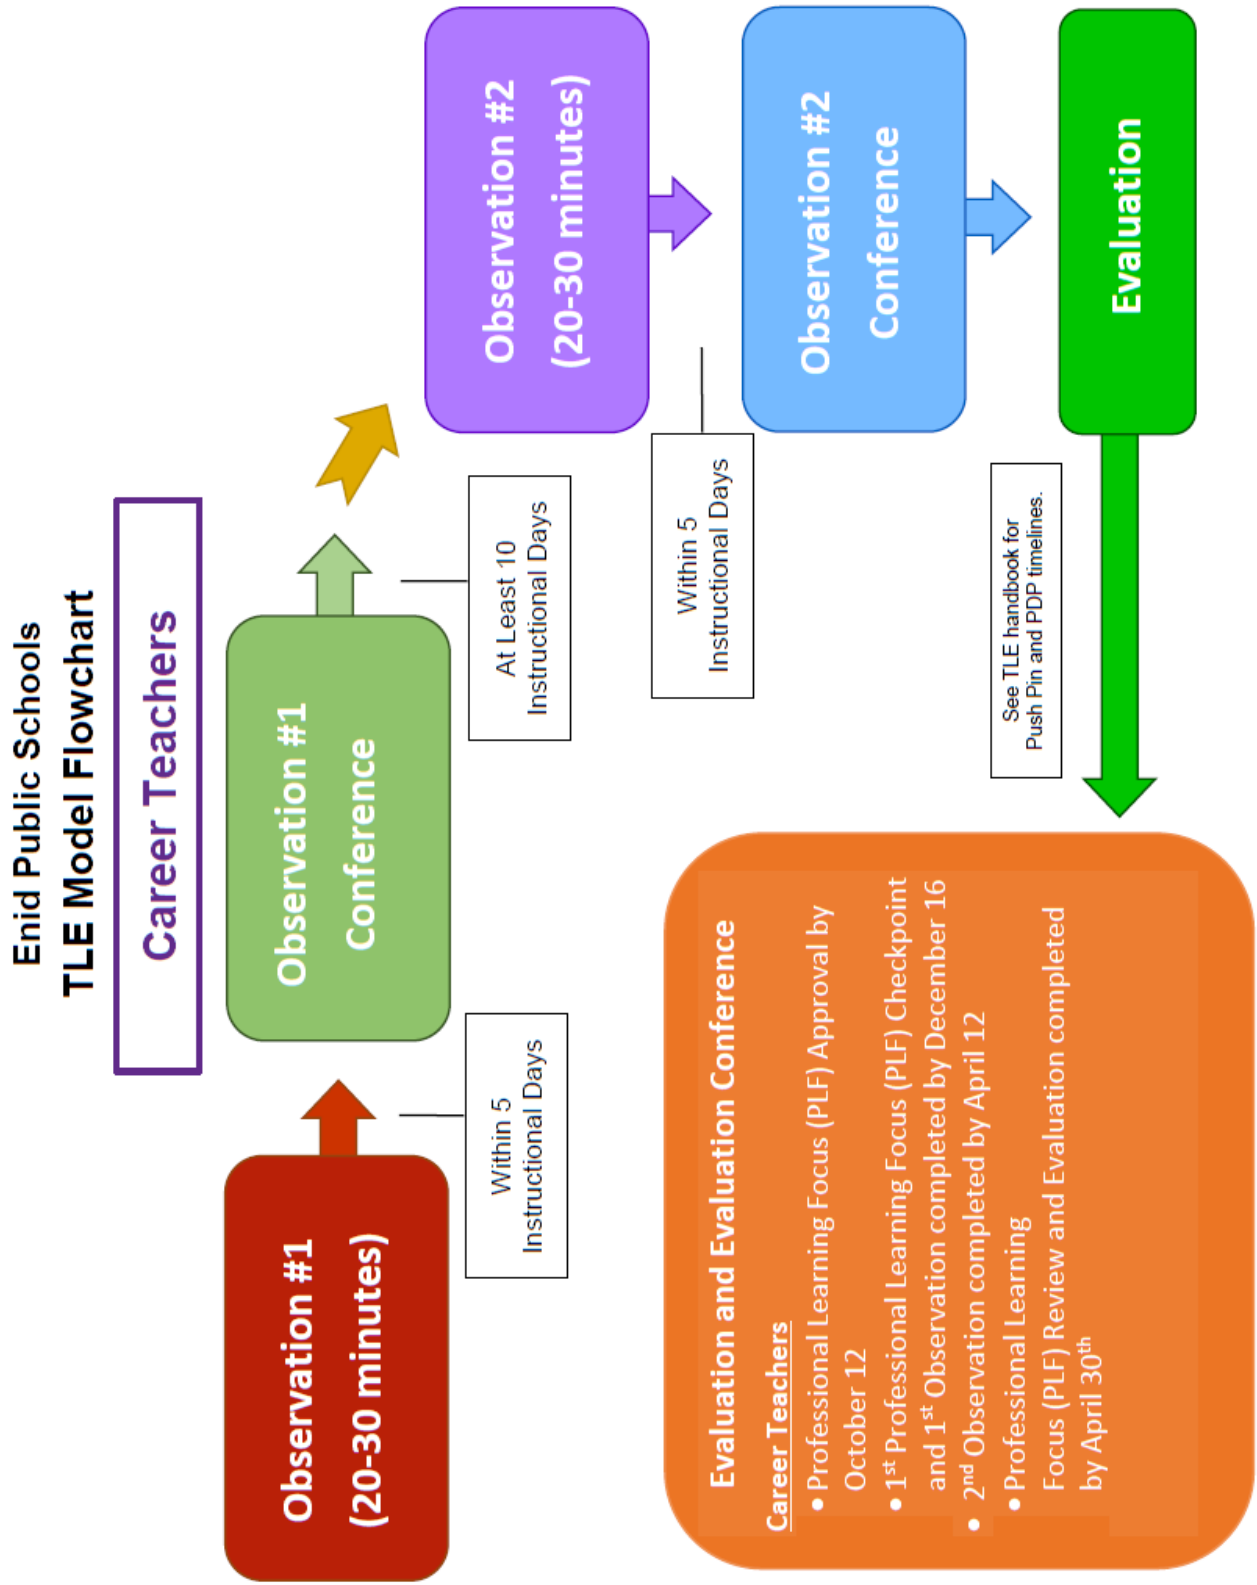 Enid Public Schools
TLE Model Flowchart
Career Teachers
Observation #1
(20-30 minutes)
Within 5
Instructional Days
Observation #1
Conference
At Least 10
Instructional Days
Observation #2
(20-30 minutes)
Within 5
Instructional Days
Observation #2
Conference
Evaluation
See TLE handbook for
Push Pin and PDP timelines.
Evaluation and Evaluation Conference
Career Teachers
• Professional Learning Focus (PLF) Approval by
October 12
• 1st Professional Learning Focus (PLF) Checkpoint
and 1st Observation completed by December 16
• 2nd Observation completed by April 12
• Professional Learning
Focus (PLF) Review and Evaluation completed
by April 30th